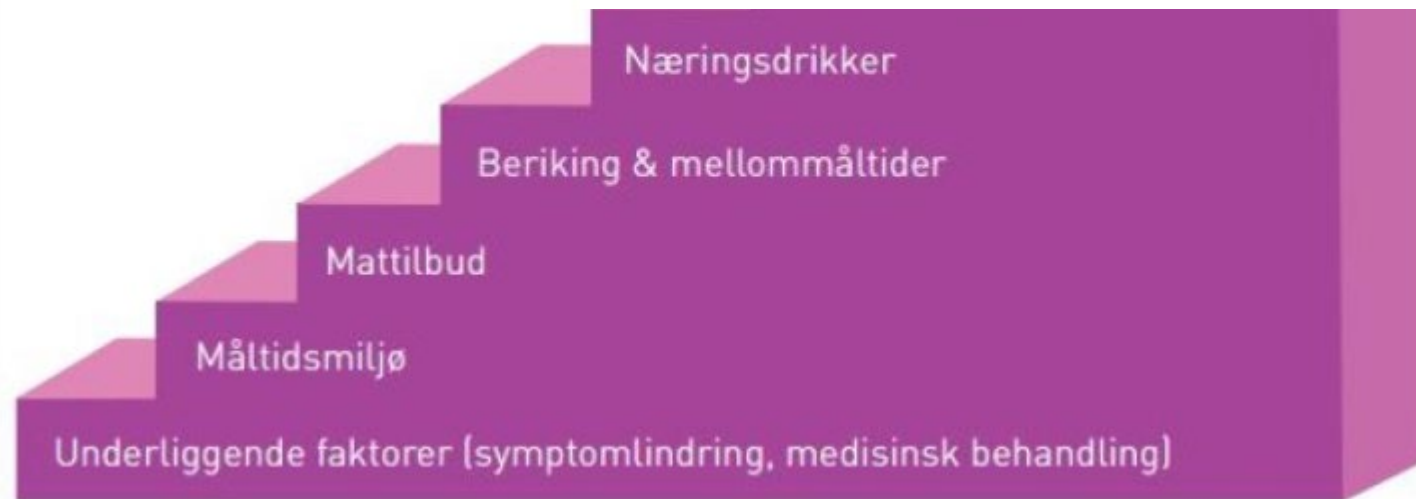 Næringsdrikker
Beriking & mellommåltider
Mattilbud
Måltidsmiljø
Underliggende faktorer (symptomlindring, medisinsk behandling)